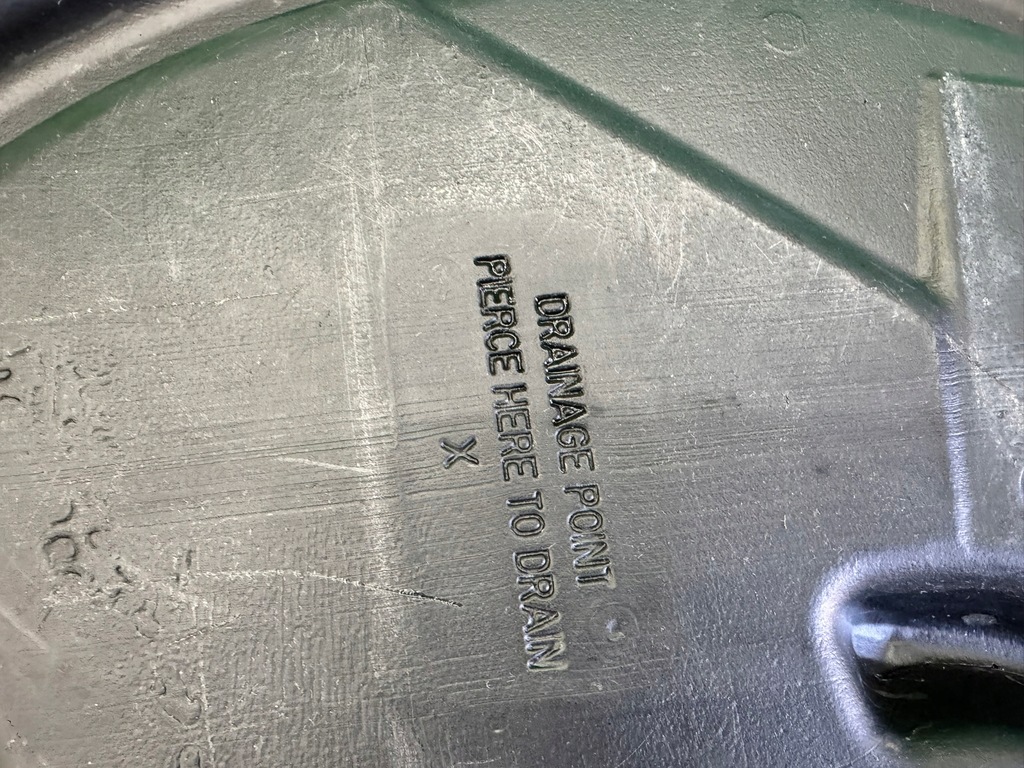 DRAINAGE POINT
PIERCE HERE TO DRAIN
X